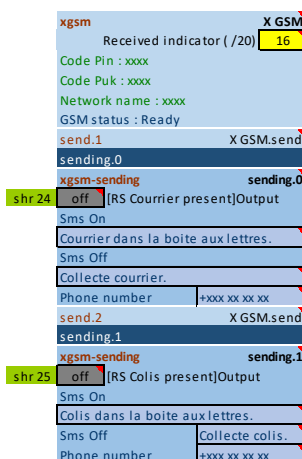 xgsm X GSM
Received indicator ( /20) 16
Code Pin : xxxx
Code Puk : xxxx
Network name : xxxx
GSM status : Ready
send.1 X GSM.send
sending.0
xgsm-sending sending.0
shr 24 off [RS Courrier present]Output
Sms On
Courrier dans la boite aux lettres.
Sms Off
Collecte courrier.
Phone number +xxx xx xx xx
send.2 X GSM.send
sending.1
xgsm-sending sending.1
shr 25 off [RS Colis present]Output
Sms On
Colis dans la boite aux lettres.
Sms Off Collecte colis.
Phone number +xxx xx xx xx